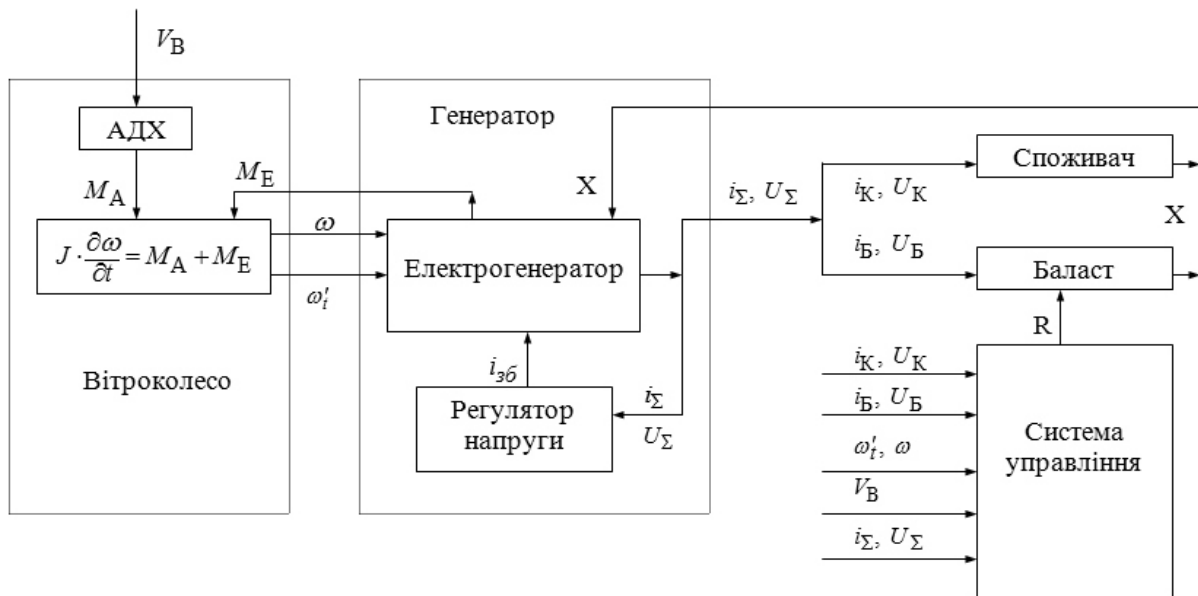 V_В
АДХ
Генератор
M_А
M_Е
J · ∂ω/∂t = M_А + M_Е
ω
ω′_t
Вітроколесо
X
Електрогенератор
i_зб
Регулятор
напруги
i_Σ
U_Σ
i_Σ, U_Σ
Споживач
i_К, U_К
X
i_Б, U_Б
Баласт
R
i_К, U_К
i_Б, U_Б
ω′_t, ω
V_В
i_Σ, U_Σ
Система
управління